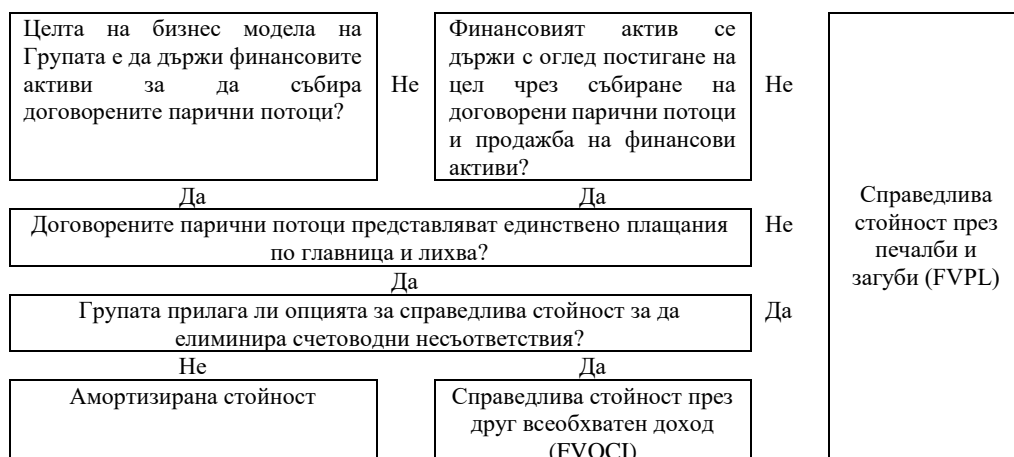 Целта на бизнес модела на
Групата е да държи финансовите
активи за да събира
договорените парични потоци?
Не
Финансовият актив се
държи с оглед постигане на
цел чрез събиране на
договорени парични потоци
и продажба на финансови
активи?
Не
Да
Да
Договорените парични потоци представляват единствено плащания
по главница и лихва?
Не
Да
Групата прилага ли опцията за справедлива стойност за да
елиминира счетоводни несъответствия?
Да
Не
Да
Амортизирана стойност
Справедлива стойност през
друг всеобхватен доход
(FVOCI)
Справедлива
стойност през
печалби и
загуби (FVPL)